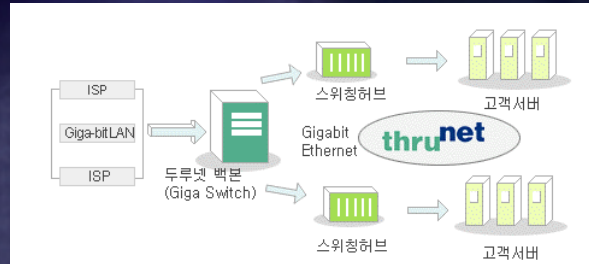 ISP
Giga-bitLAN
ISP
두루넷 백본
(Giga Switch)
스위칭허브
고객서버
Gigabit
Ethernet
thrunet
스위칭허브
고객서버